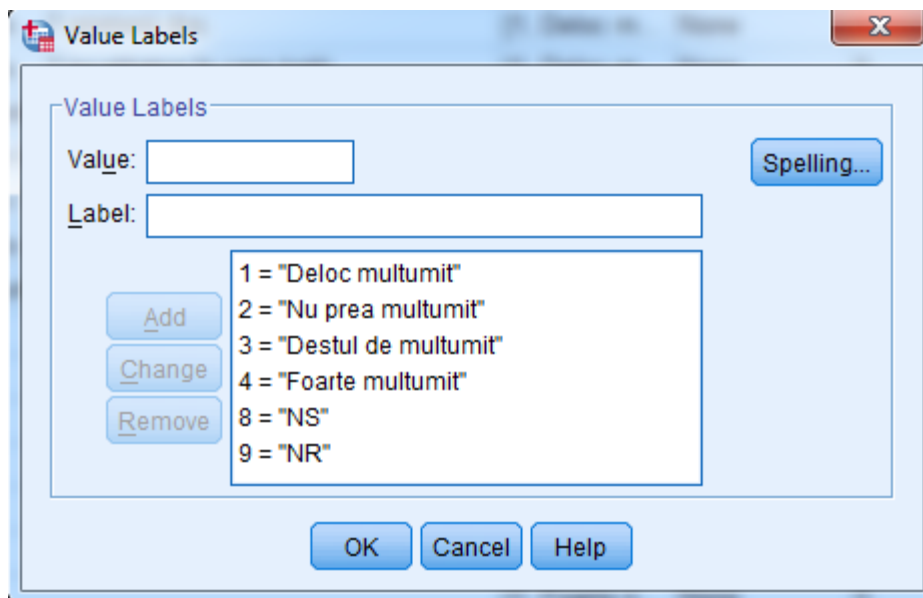 Value Labels
Value Labels
Value:
Spelling...
Label:
1 = "Deloc multumit"
2 = "Nu prea multumit"
3 = "Destul de multumit"
4 = "Foarte multumit"
8 = "NS"
9 = "NR"
Add
Change
Remove
OK Cancel Help